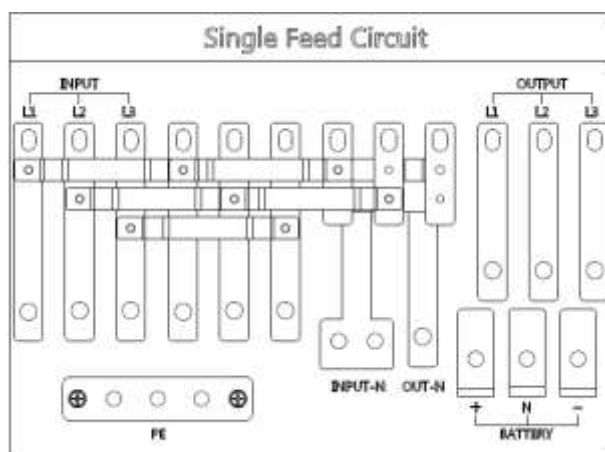 Single Feed Circuit
INPUT
OUTPUT
L1 L2 L3
L1 L2 L3
INPUT-N OUT-N
+ N -
PE
BATTERY